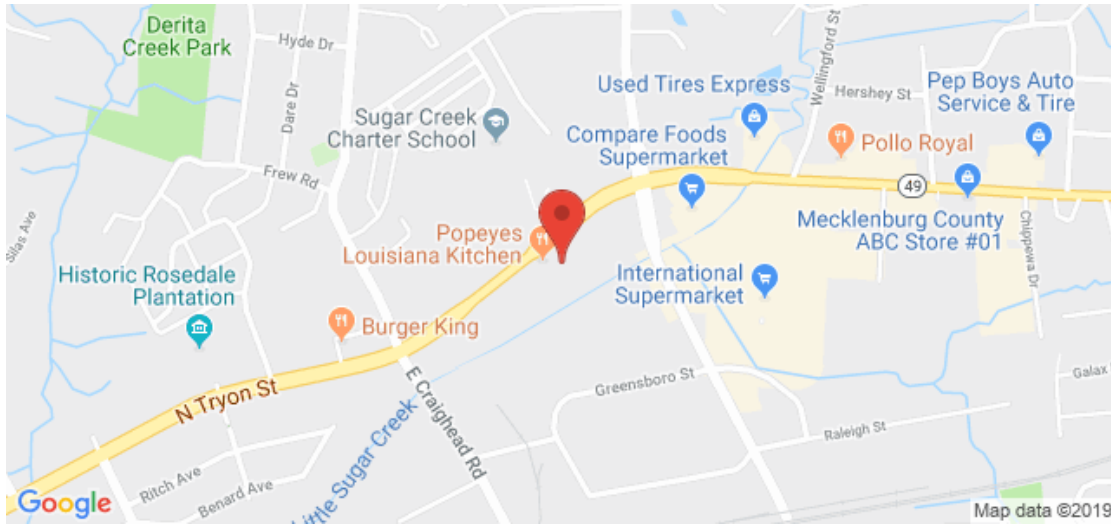 Derita
Creek Park
Hyde Dr
Dare Dr
Wellingford St
Used Tires Express
Hershey St
Pep Boys Auto
Service & Tire
Sugar Creek
Charter School
Compare Foods
Supermarket
Pollo Royal
Frew Rd
49
Silas Ave
Mecklenburg County
ABC Store #01
Chippewa Dr
Popeyes
Louisiana Kitchen
Historic Rosedale
Plantation
International
Supermarket
Burger King
N Tryon St
E Craighead Rd
Greensboro St
Galax
Little Sugar Creek
Raleigh St
Ritch Ave
Benard Ave
Google
Map data ©2019